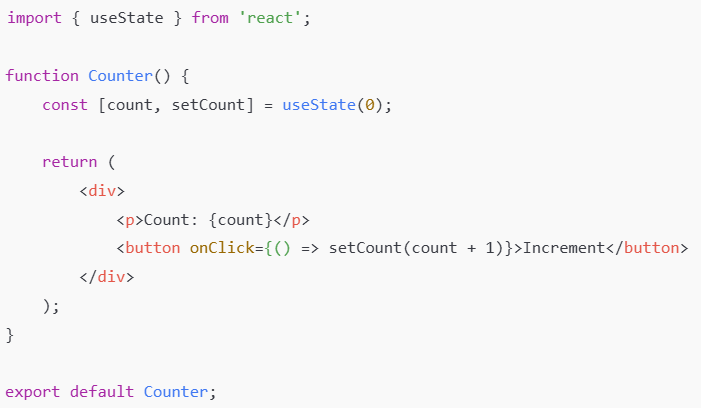 import { useState } from 'react';

function Counter() {
    const [count, setCount] = useState(0);

    return (
        <div>
            <p>Count: {count}</p>
            <button onClick={() => setCount(count + 1)}>Increment</button>
        </div>
    );
}

export default Counter;